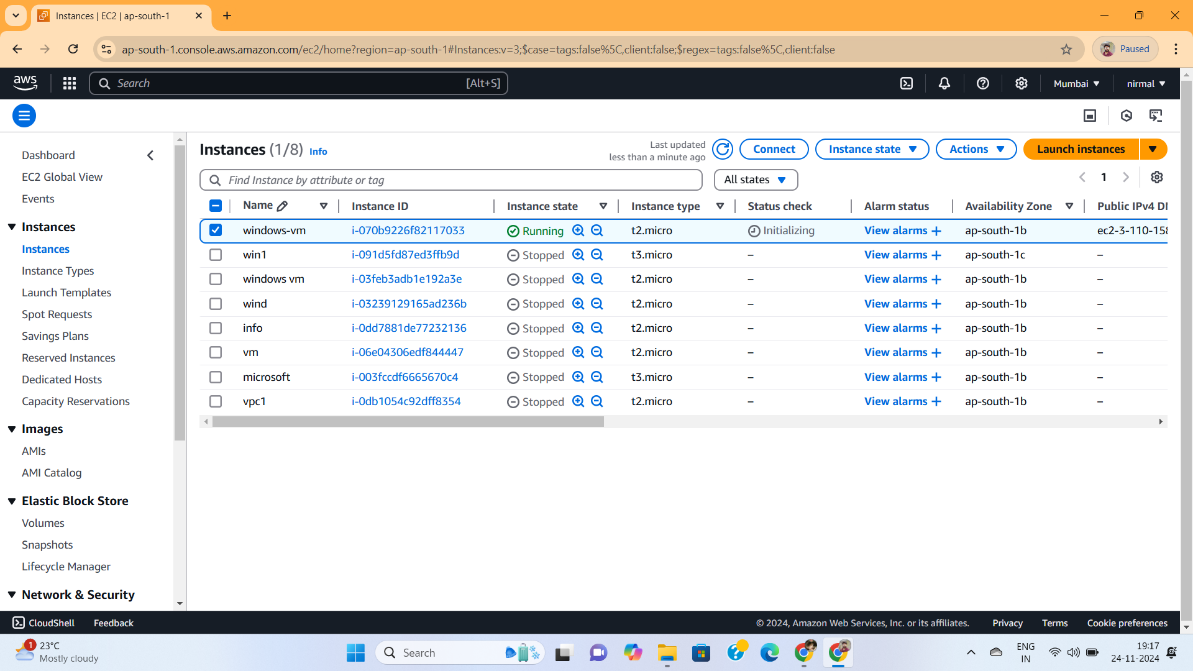 Instances | EC2 | ap-south-1
ap-south-1.console.aws.amazon.com/ec2/home?region=ap-south-1#Instances:v=3;$case=tags:false%5C,client:false;$regex=tags:false%5C,client:false
Paused
aws
Search [Alt+S]
Mumbai
nirmal
Dashboard
EC2 Global View
Events
Instances
Instances
Instance Types
Launch Templates
Spot Requests
Savings Plans
Reserved Instances
Dedicated Hosts
Capacity Reservations
Images
AMIs
AMI Catalog
Elastic Block Store
Volumes
Snapshots
Lifecycle Manager
Network & Security
Instances (1/8) Info
Last updated
less than a minute ago
Connect
Instance state
Actions
Launch instances
Find Instance by attribute or tag
All states
1
Name Instance ID Instance state Instance type Status check Alarm status Availability Zone Public IPv4 D
windows-vm i-070b9226f82117033 Running t2.micro Initializing View alarms + ap-south-1b ec2-3-110-15
win1 i-091d5fd87ed3ffb9d Stopped t3.micro – View alarms + ap-south-1c –
windows vm i-03feb3adb1e192a3e Stopped t2.micro – View alarms + ap-south-1b –
wind i-03239129165ad236b Stopped t2.micro – View alarms + ap-south-1b –
info i-0dd7881de77232136 Stopped t2.micro – View alarms + ap-south-1b –
vm i-06e04306edf844447 Stopped t2.micro – View alarms + ap-south-1b –
microsoft i-003fccdf6665670c4 Stopped t3.micro – View alarms + ap-south-1b –
vpc1 i-0db1054c92dff8354 Stopped t2.micro – View alarms + ap-south-1b –
CloudShell Feedback © 2024, Amazon Web Services, Inc. or its affiliates. Privacy Terms Cookie preferences
1
23°C
Mostly cloudy
Search
ENG
IN
19:17
24-11-2024